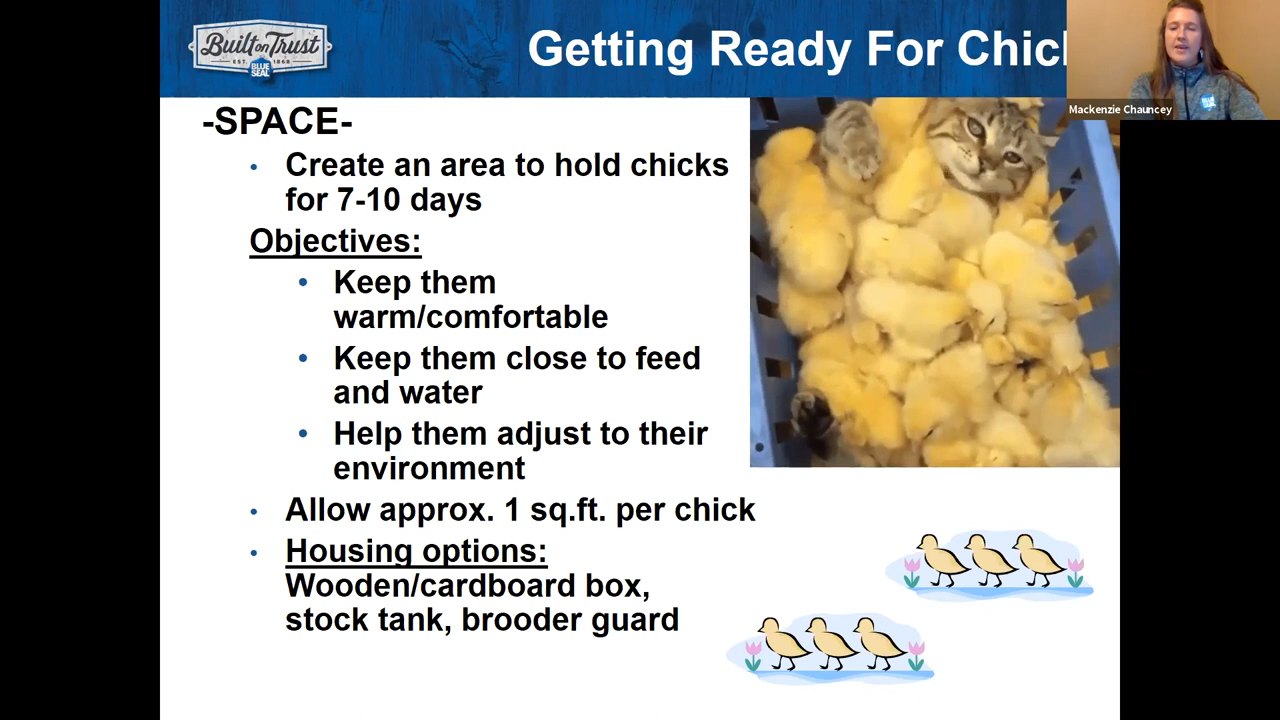 Built on Trust
EST. 1868
BLUE SEAL
Getting Ready For Chic
Mackenzie Chauncey
BLUE SEAL
-SPACE-
• Create an area to hold chicks
for 7-10 days
Objectives:
• Keep them
warm/comfortable
• Keep them close to feed
and water
• Help them adjust to their
environment
• Allow approx. 1 sq.ft. per chick
• Housing options:
Wooden/cardboard box,
stock tank, brooder guard